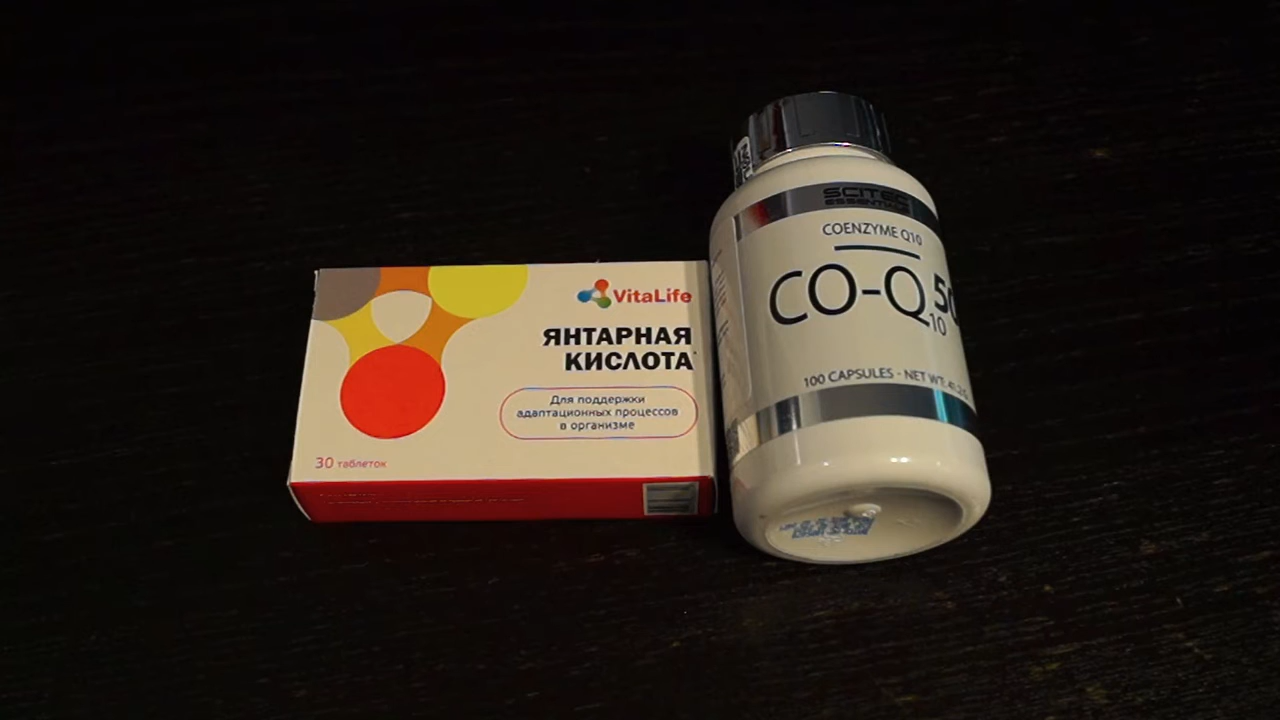 VitaLife
ЯНТАРНАЯ
КИСЛОТА
Для поддержки
адаптационных процессов
в организме
30 таблеток
SCITEC
ESSENTIALS
COENZYME Q10
CO-Q10 50
100 CAPSULES - NET WT.